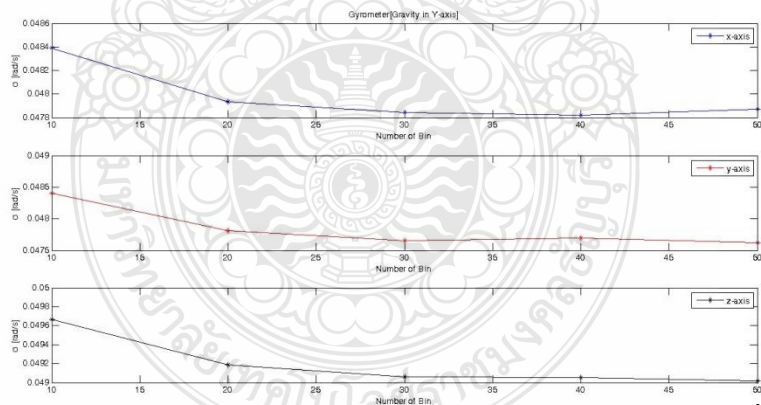 Gyrometer[Gravity in Y-axis]
0.0486
0.0484
0.0482
0.048
0.0478
σ [rad/s]
x-axis
10 15 20 25 30 35 40 45 50
Number of Bin
0.049
0.0485
0.048
0.0475
σ [rad/s]
y-axis
10 15 20 25 30 35 40 45 50
Number of Bin
0.05
0.0498
0.0496
0.0494
0.0492
0.049
σ [rad/s]
z-axis
10 15 20 25 30 35 40 45 50
Number of Bin